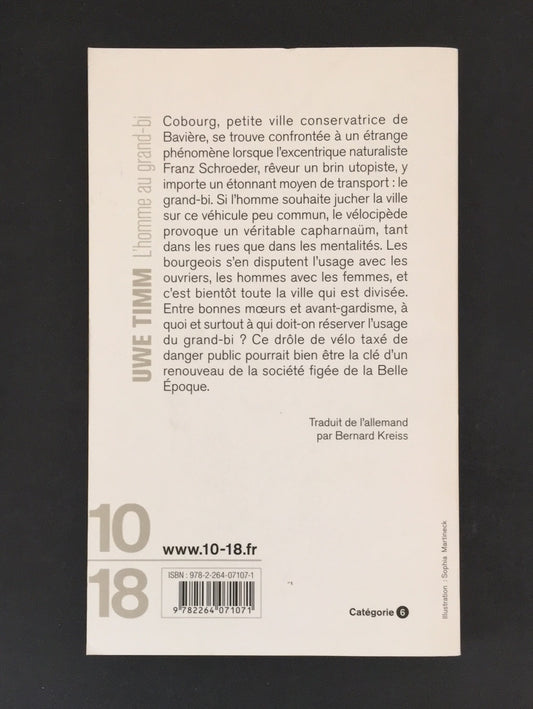 Cobourg, petite ville conservatrice de
Bavière, se trouve confrontée à un étrange
phénomène lorsque l'excentrique naturaliste
Franz Schroeder, rêveur un brin utopiste, y
importe un étonnant moyen de transport : le
grand-bi. Si l'homme souhaite jucher la ville
sur ce véhicule peu commun, le vélocipède
provoque un véritable capharnaüm, tant
dans les rues que dans les mentalités. Les
bourgeois s'en disputent l'usage avec les
ouvriers, les hommes avec les femmes, et
c'est bientôt toute la ville qui est divisée.
Entre bonnes mœurs et avant-gardisme, à
quoi et surtout à qui doit-on réserver l'usage
du grand-bi ? Ce drôle de vélo taxé de
danger public pourrait bien être la clé d'un
renouveau de la société figée de la Belle
Époque.
Traduit de l'allemand
par Bernard Kreiss
UWE TIMM L'homme au grand-bi
10
18
www.10-18.fr
ISBN : 978-2-264-07107-1
9 782264 071071
Catégorie 6
Illustration : Sophia Martineck